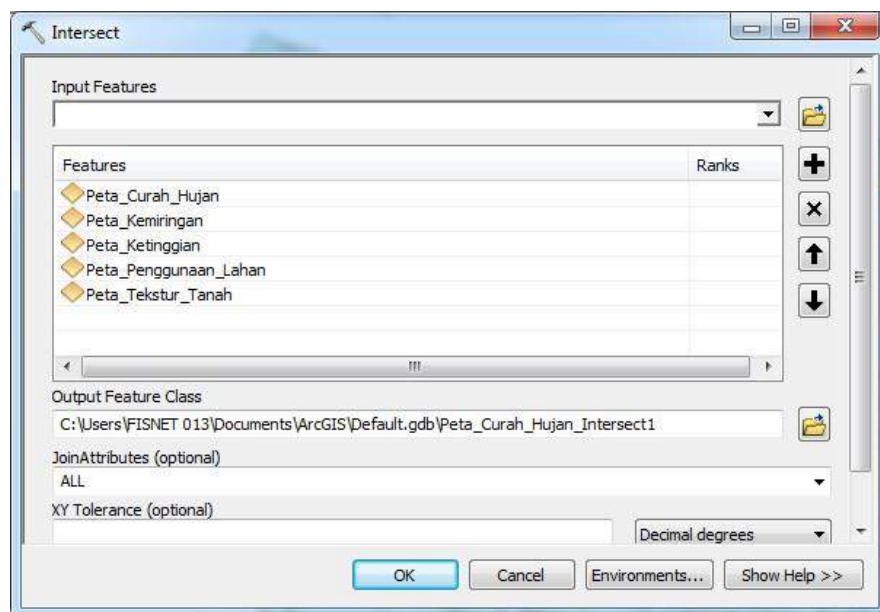 Intersect
Input Features
Features Ranks
Peta_Curah_Hujan
Peta_Kemiringan
Peta_Ketinggian
Peta_Penggunaan_Lahan
Peta_Tekstur_Tanah
Output Feature Class
C:\Users\FISNET 013\Documents\ArcGIS\Default.gdb\Peta_Curah_Hujan_Intersect1
JoinAttributes (optional)
ALL
XY Tolerance (optional)
Decimal degrees
OK Cancel Environments... Show Help >>